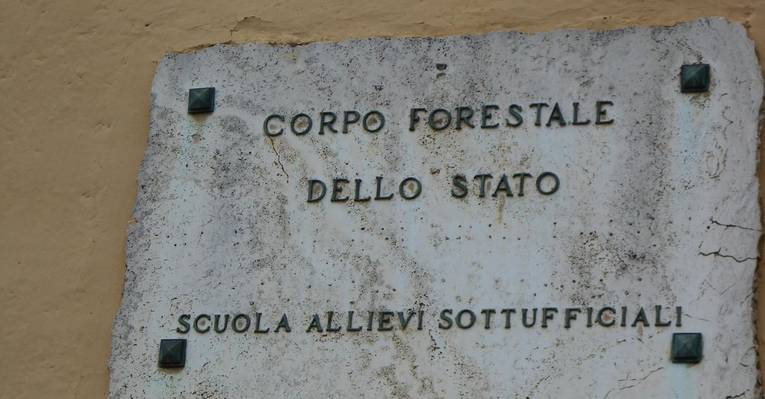 CORPO FORESTALE
DELLO STATO
SCUOLA ALLIEVI SOTTUFFICIALI